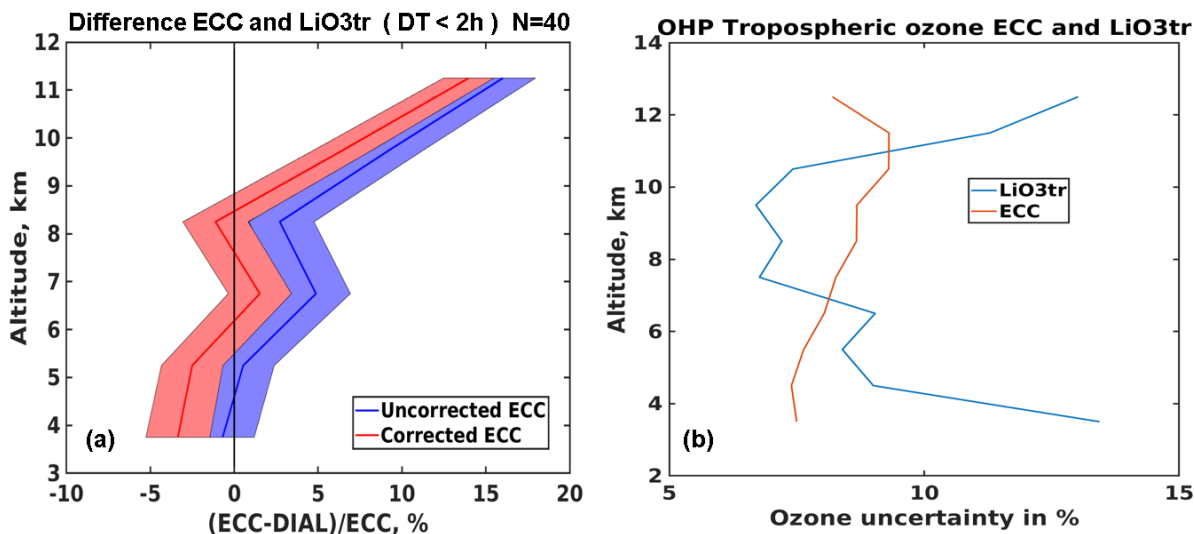 Difference ECC and LiO3tr ( DT < 2h ) N=40
12
11
10
9
8
7
6
5
4
3
Altitude, km
-10 -5 0 5 10 15 20
(ECC-DIAL)/ECC, %
Uncorrected ECC
Corrected ECC
(a)
OHP Tropospheric ozone ECC and LiO3tr
14
12
10
8
6
4
2
Altitude, km
5 10 15
Ozone uncertainty in %
LiO3tr
ECC
(b)